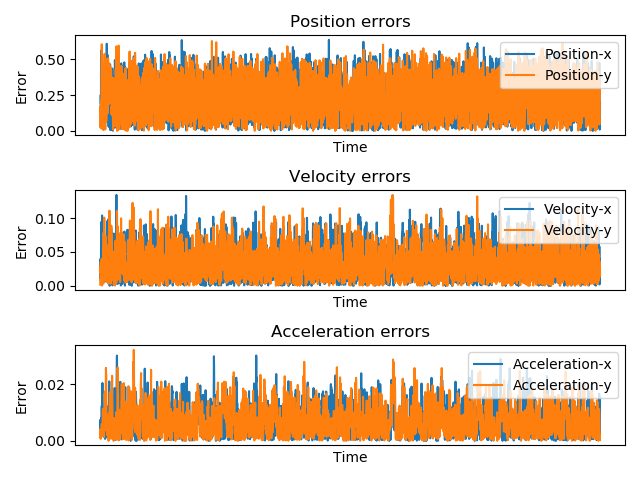 Position errors
Error
0.50
0.25
0.00
Position-x
Position-y
Time
Velocity errors
Error
0.10
0.05
0.00
Velocity-x
Velocity-y
Time
Acceleration errors
Error
0.02
0.00
Acceleration-x
Acceleration-y
Time